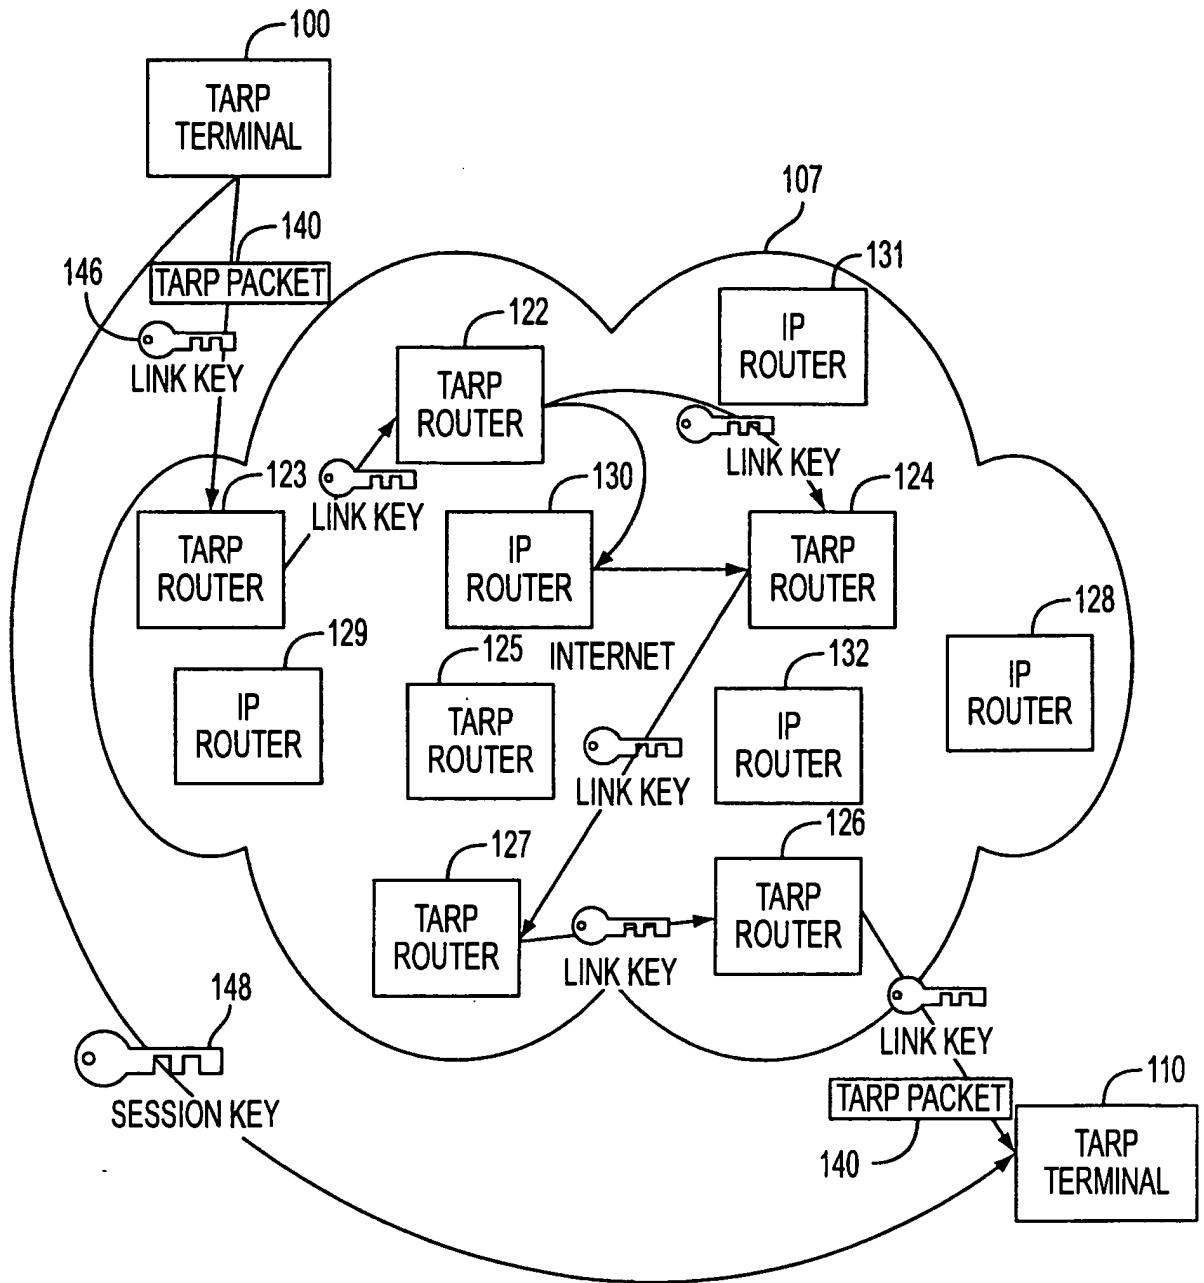 100
TARP
TERMINAL
107
140
TARP PACKET
146
LINK KEY
131
IP
ROUTER
122
TARP
ROUTER
LINK KEY
123
TARP
ROUTER
LINK KEY
130
IP
ROUTER
124
TARP
ROUTER
129
IP
ROUTER
125
TARP
ROUTER
INTERNET
132
IP
ROUTER
128
IP
ROUTER
LINK KEY
127
TARP
ROUTER
126
TARP
ROUTER
LINK KEY
LINK KEY
148
SESSION KEY
TARP PACKET
140
110
TARP
TERMINAL